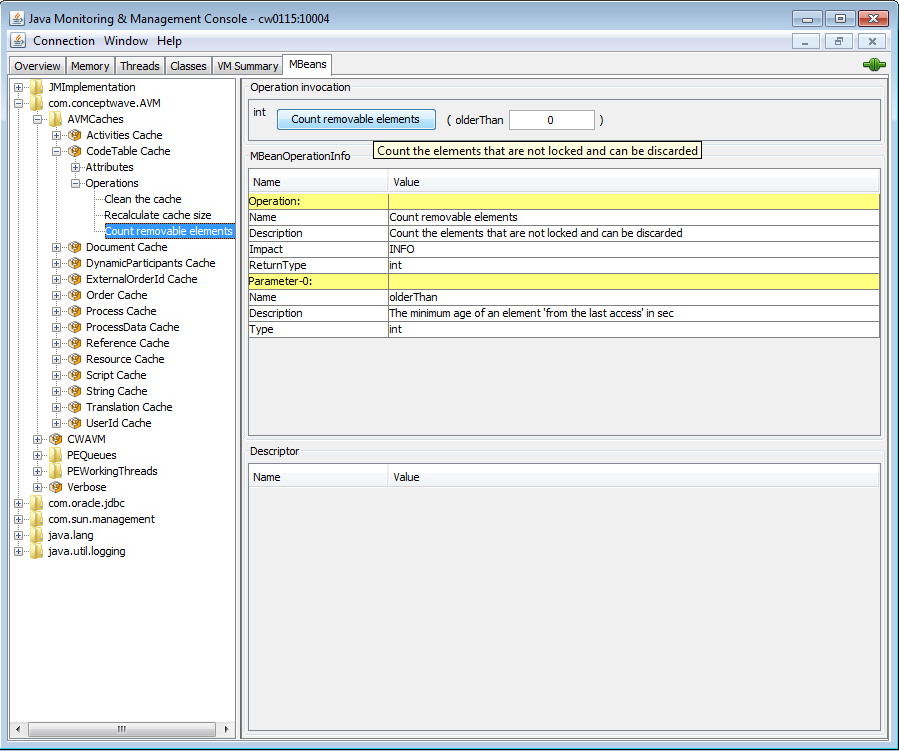 Java Monitoring & Management Console - cw0115:10004
Connection Window Help
Overview Memory Threads Classes VM Summary MBeans
JMImplementation
com.conceptwave.AVM
AVMCaches
Activities Cache
CodeTable Cache
Attributes
Operations
Clean the cache
Recalculate cache size
Count removable elements
Document Cache
DynamicParticipants Cache
ExternalOrderId Cache
Order Cache
Process Cache
ProcessData Cache
Reference Cache
Resource Cache
Script Cache
String Cache
Translation Cache
UserId Cache
CWAVM
PEQueues
PEWorkingThreads
Verbose
com.oracle.jdbc
com.sun.management
java.lang
java.util.logging
Operation invocation
int Count removable elements ( olderThan 0 )
Count the elements that are not locked and can be discarded
MBeanOperationInfo
Name Value
Operation:
Name Count removable elements
Description Count the elements that are not locked and can be discarded
Impact INFO
ReturnType int
Parameter-0:
Name olderThan
Description The minimum age of an element 'from the last access' in sec
Type int
Descriptor
Name Value